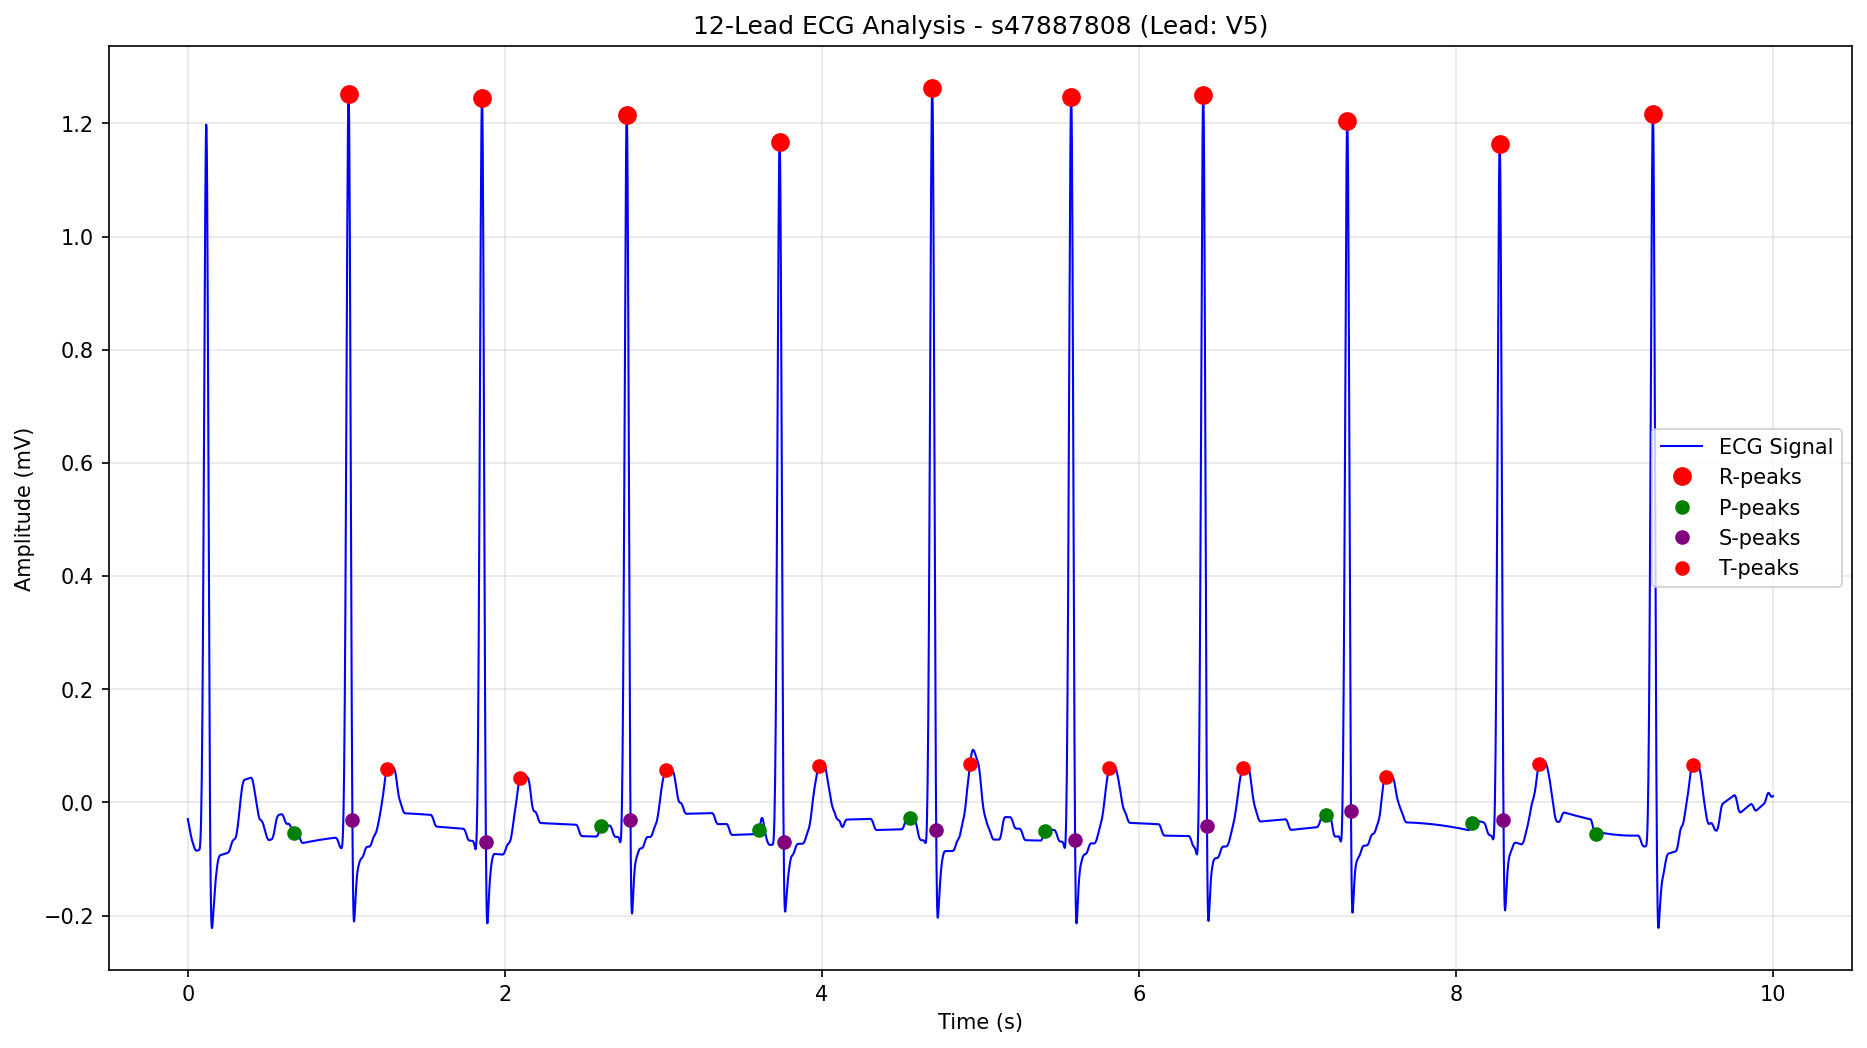 12-Lead ECG Analysis - s47887808 (Lead: V5)
Amplitude (mV)
1.2
1.0
0.8
0.6
0.4
0.2
0.0
−0.2
ECG Signal
R-peaks
P-peaks
S-peaks
T-peaks
0 2 4 6 8 10
Time (s)